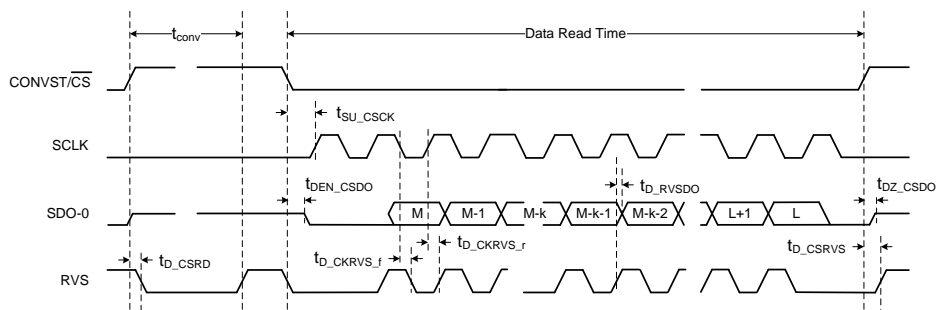 tconv
Data Read Time
CONVST/CS
tSU_CSCK
SCLK
tDEN_CSDO
tD_RVSDO
tDZ_CSDO
SDO-0
M
M-1
M-k
M-k-1
M-k-2
L+1
L
tD_CSRD
tD_CKRVS_f
tD_CKRVS_r
tD_CSRVS
RVS